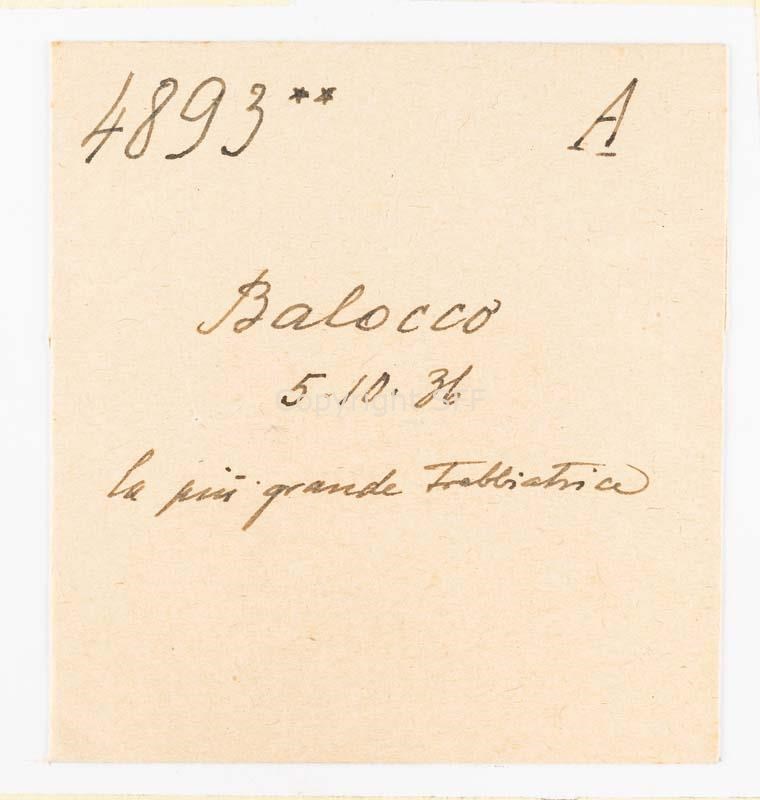 4893** A
Balocco
5.10.36
la più grande Trebbiatrice